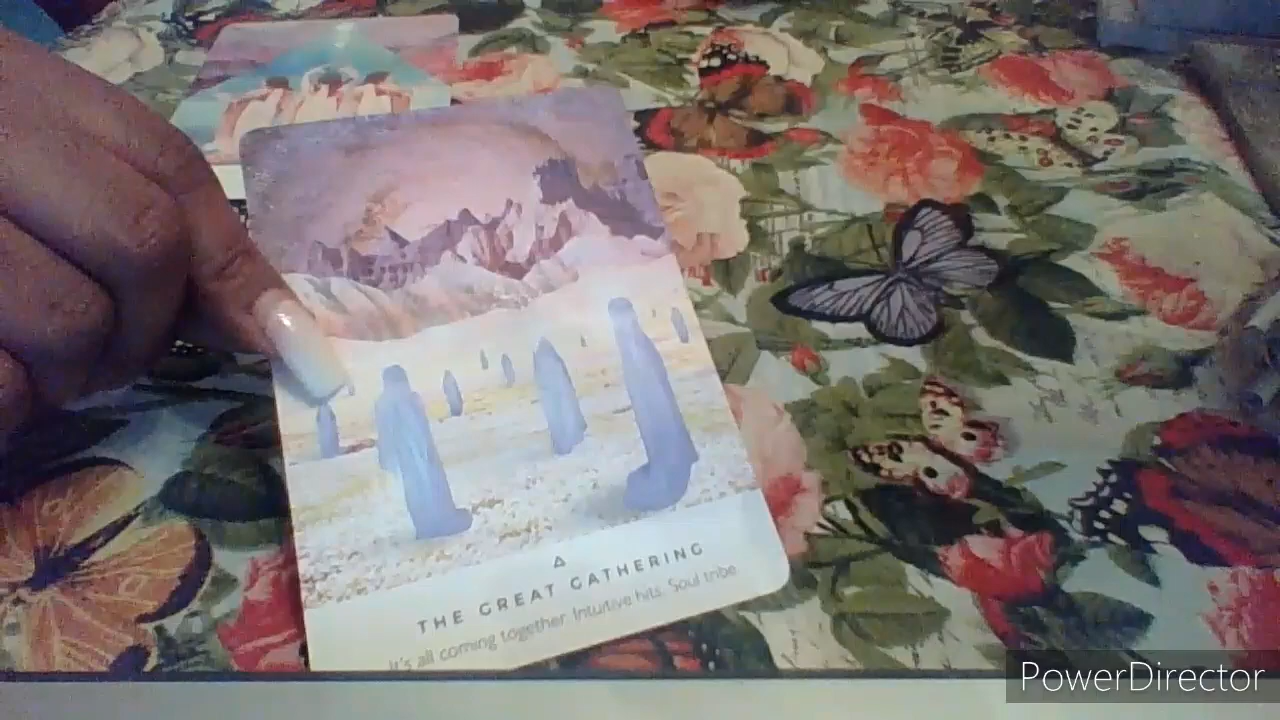 THE GREAT GATHERING
It's all coming together. Intuitive hits. Soul tribe
PowerDirector